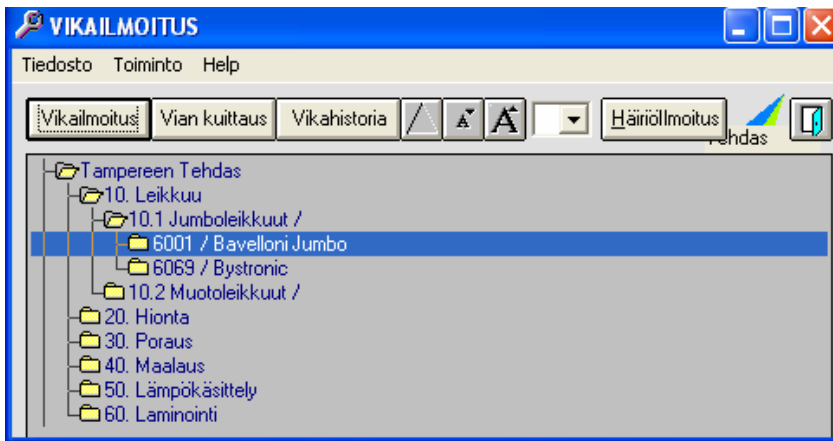 VIKAILMOITUS
Tiedosto Toiminto Help
Vikailmoitus Vian kuittaus Vikahistoria A A HäiriöIlmoitus
Tehdas
Tampereen Tehdas
10. Leikkuu
10.1 Jumboleikkuut /
6001 / Bavelloni Jumbo
6069 / Bystronic
10.2 Muotoleikkuut /
20. Hionta
30. Poraus
40. Maalaus
50. Lämpökäsittely
60. Laminointi